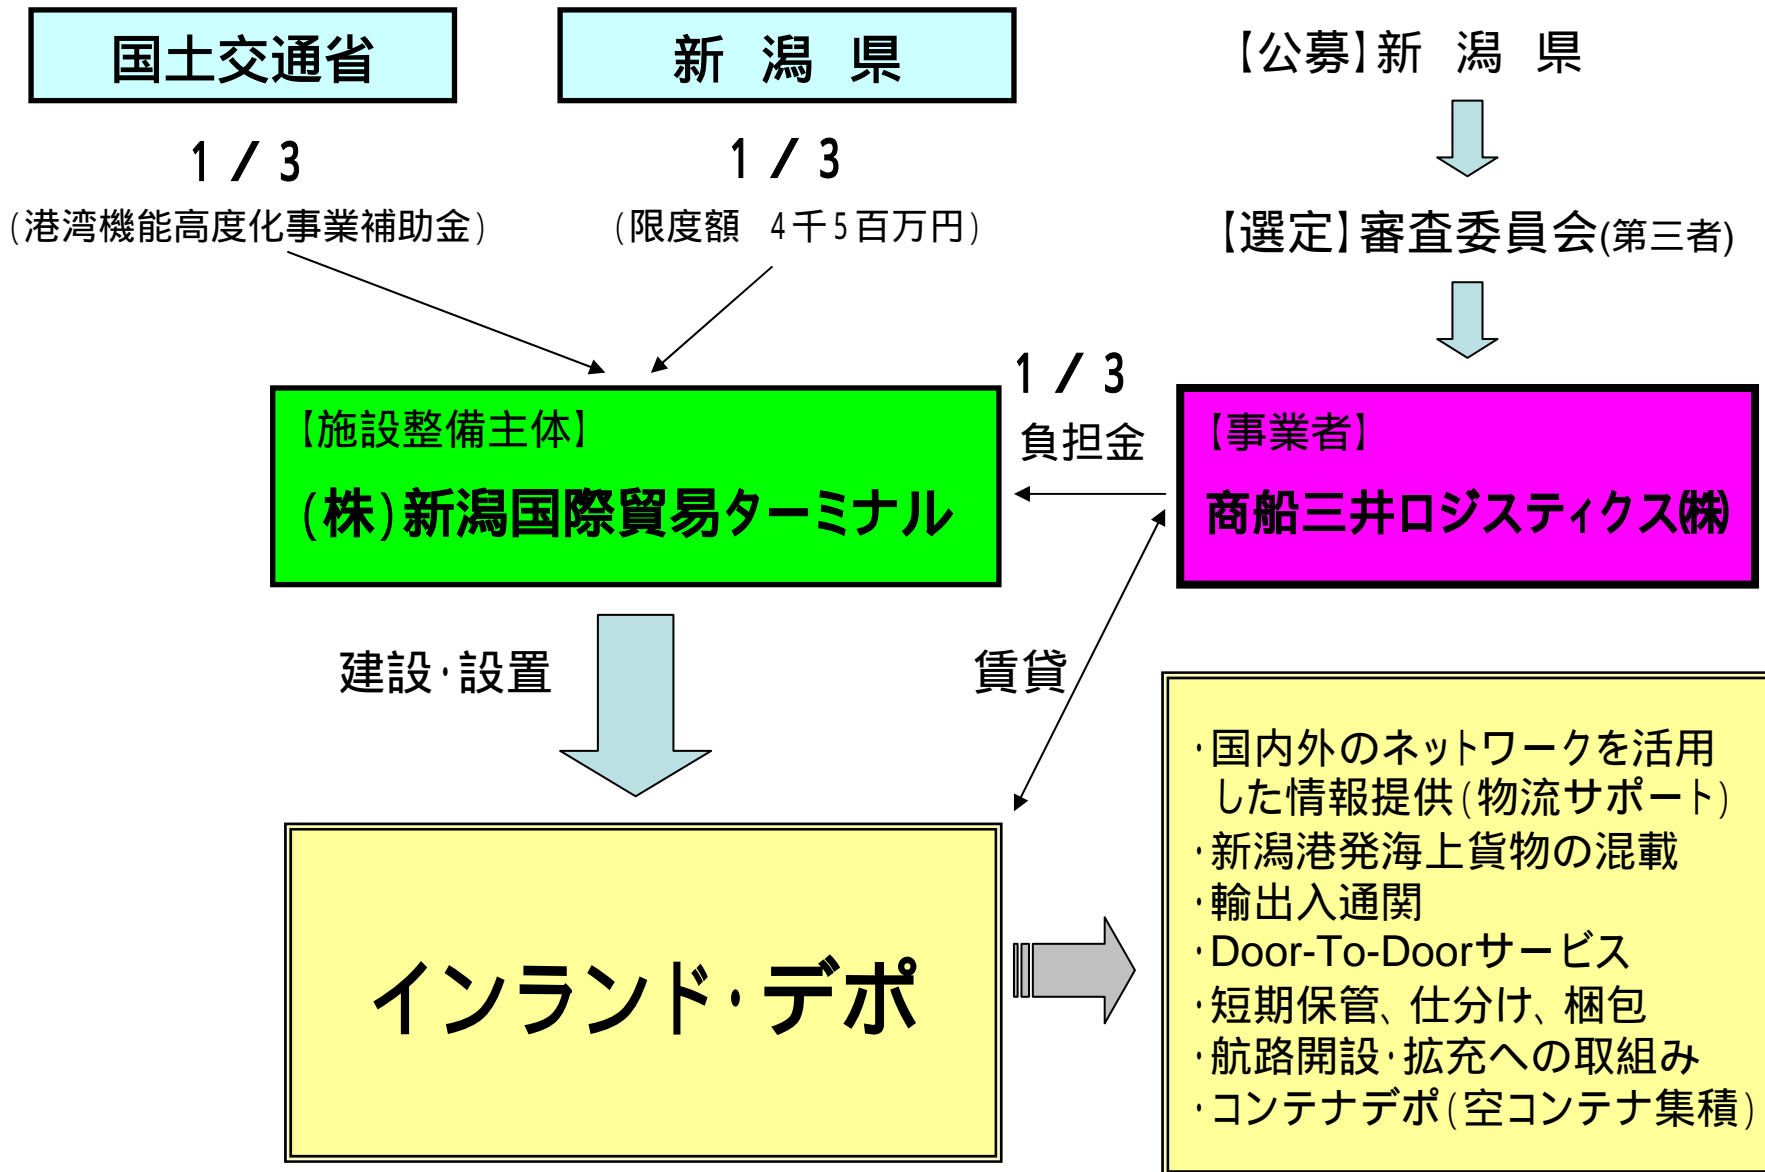 国土交通省
新 潟 県
【公募】新 潟 県
1 / 3
(港湾機能高度化事業補助金)
1 / 3
(限度額 4千5百万円)
【選定】審査委員会(第三者)
1 / 3
負担金
【施設整備主体】
(株)新潟国際貿易ターミナル
【事業者】
商船三井ロジスティクス(株)
建設・設置
賃貸
インランド・デポ
・国内外のネットワークを活用
した情報提供(物流サポート)
・新潟港発海上貨物の混載
・輸出入通関
・Door-To-Doorサービス
・短期保管、仕分け、梱包
・航路開設・拡充への取組み
・コンテナデポ(空コンテナ集積)